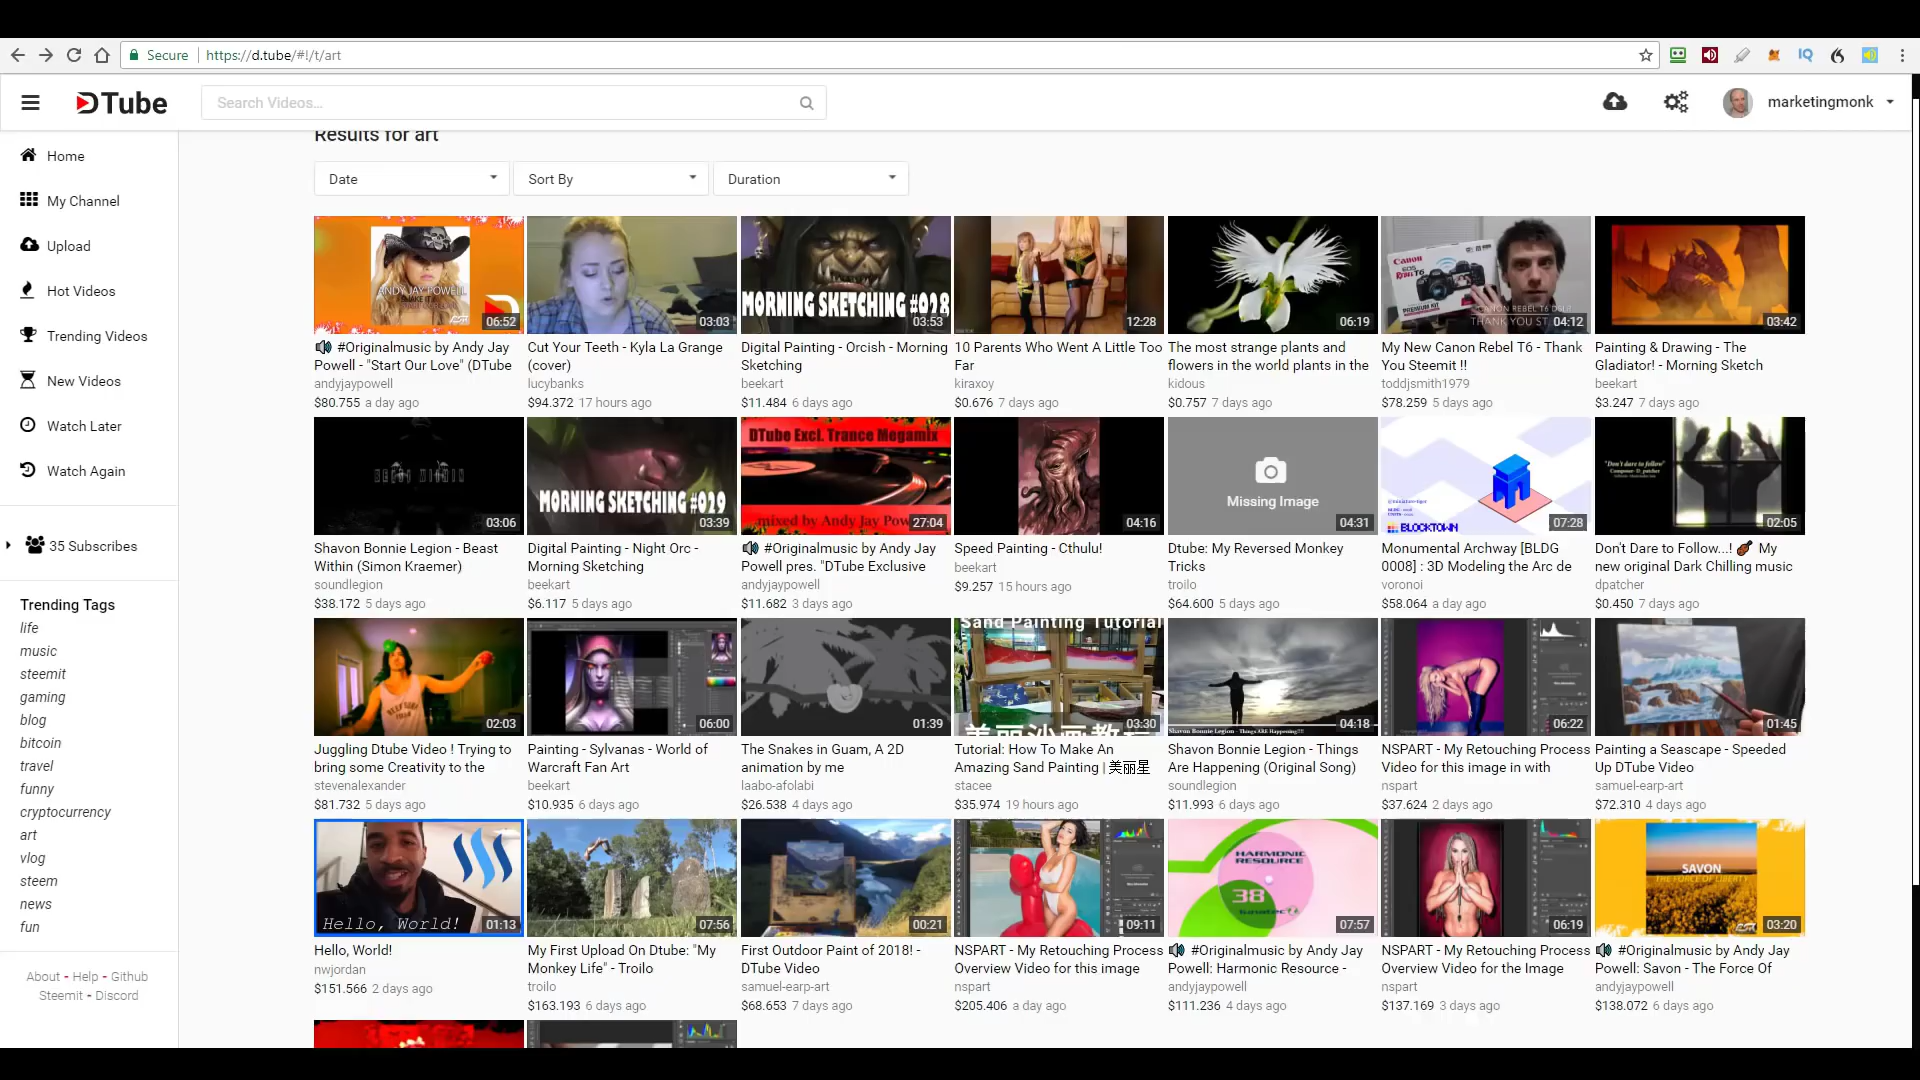 Secure https://d.tube/#!/t/art
DTube
Search Videos...
marketingmonk
Results for art
Date
Sort By
Duration
Home
My Channel
Upload
Hot Videos
Trending Videos
New Videos
Watch Later
Watch Again
35 Subscribes
Trending Tags
life
music
steemit
gaming
blog
bitcoin
travel
funny
cryptocurrency
art
vlog
steem
news
fun
About - Help - Github
Steemit - Discord
ANDY JAY POWELL
06:52
03:03
MORNING SKETCHING #028
03:53
12:28
06:19
Canon
THANK YOU ST
04:12
03:42
🔊 #Originalmusic by Andy Jay
Powell - "Start Our Love" (DTube
andyjaypowell
$80.755 a day ago
Cut Your Teeth - Kyla La Grange
(cover)
lucybanks
$94.372 17 hours ago
Digital Painting - Orcish - Morning
Sketching
beekart
$11.484 6 days ago
10 Parents Who Went A Little Too
Far
kiraxoy
$0.676 7 days ago
The most strange plants and
flowers in the world plants in the
kidous
$0.757 7 days ago
My New Canon Rebel T6 - Thank
You Steemit !!
toddjsmith1979
$78.259 5 days ago
Painting & Drawing - The
Gladiator! - Morning Sketch
beekart
$3.247 7 days ago
03:06
MORNING SKETCHING #029
03:39
DTube Excl. Trance Megamix
mixed by Andy Jay Pow
27:04
04:16
Missing Image
04:31
BLOCKTOWN
07:28
"Don't dare to follow"
02:05
Shavon Bonnie Legion - Beast
Within (Simon Kraemer)
soundlegion
$38.172 5 days ago
Digital Painting - Night Orc -
Morning Sketching
beekart
$6.117 5 days ago
🔊 #Originalmusic by Andy Jay
Powell pres. "DTube Exclusive
andyjaypowell
$11.682 3 days ago
Speed Painting - Cthulu!
beekart
$9.257 15 hours ago
Dtube: My Reversed Monkey
Tricks
troilo
$64.600 5 days ago
Monumental Archway [BLDG
0008] : 3D Modeling the Arc de
voronoi
$58.064 a day ago
Don't Dare to Follow...! 🎻 My
new original Dark Chilling music
dpatcher
$0.450 7 days ago
02:03
06:00
01:39
Sand Painting Tutorial
03:30
Shavon Bonnie Legion - Things ARE Happening!!!
04:18
06:22
01:45
Juggling Dtube Video ! Trying to
bring some Creativity to the
stevenalexander
$81.732 5 days ago
Painting - Sylvanas - World of
Warcraft Fan Art
beekart
$10.935 6 days ago
The Snakes in Guam, A 2D
animation by me
laabo-afolabi
$26.538 4 days ago
Tutorial: How To Make An
Amazing Sand Painting | 美丽星
stacee
$35.974 19 hours ago
Shavon Bonnie Legion - Things
Are Happening (Original Song)
soundlegion
$11.993 6 days ago
NSPART - My Retouching Process
Video for this image in with
nspart
$37.624 2 days ago
Painting a Seascape - Speeded
Up DTube Video
samuel-earp-art
$72.310 4 days ago
Hello, World!
01:13
07:56
00:21
09:11
HARMONIC
RESOURCE
38
07:57
06:19
SAVON
THE FORCE OF LIBERTY
03:20
Hello, World!
nwjordan
$151.566 2 days ago
My First Upload On Dtube: "My
Monkey Life" - Troilo
troilo
$163.193 6 days ago
First Outdoor Paint of 2018! -
DTube Video
samuel-earp-art
$68.653 7 days ago
NSPART - My Retouching Process
Overview Video for this image
nspart
$205.406 a day ago
🔊 #Originalmusic by Andy Jay
Powell: Harmonic Resource -
andyjaypowell
$111.236 4 days ago
NSPART - My Retouching Process
Overview Video for the Image
nspart
$137.169 3 days ago
🔊 #Originalmusic by Andy Jay
Powell: Savon - The Force Of
andyjaypowell
$138.072 6 days ago